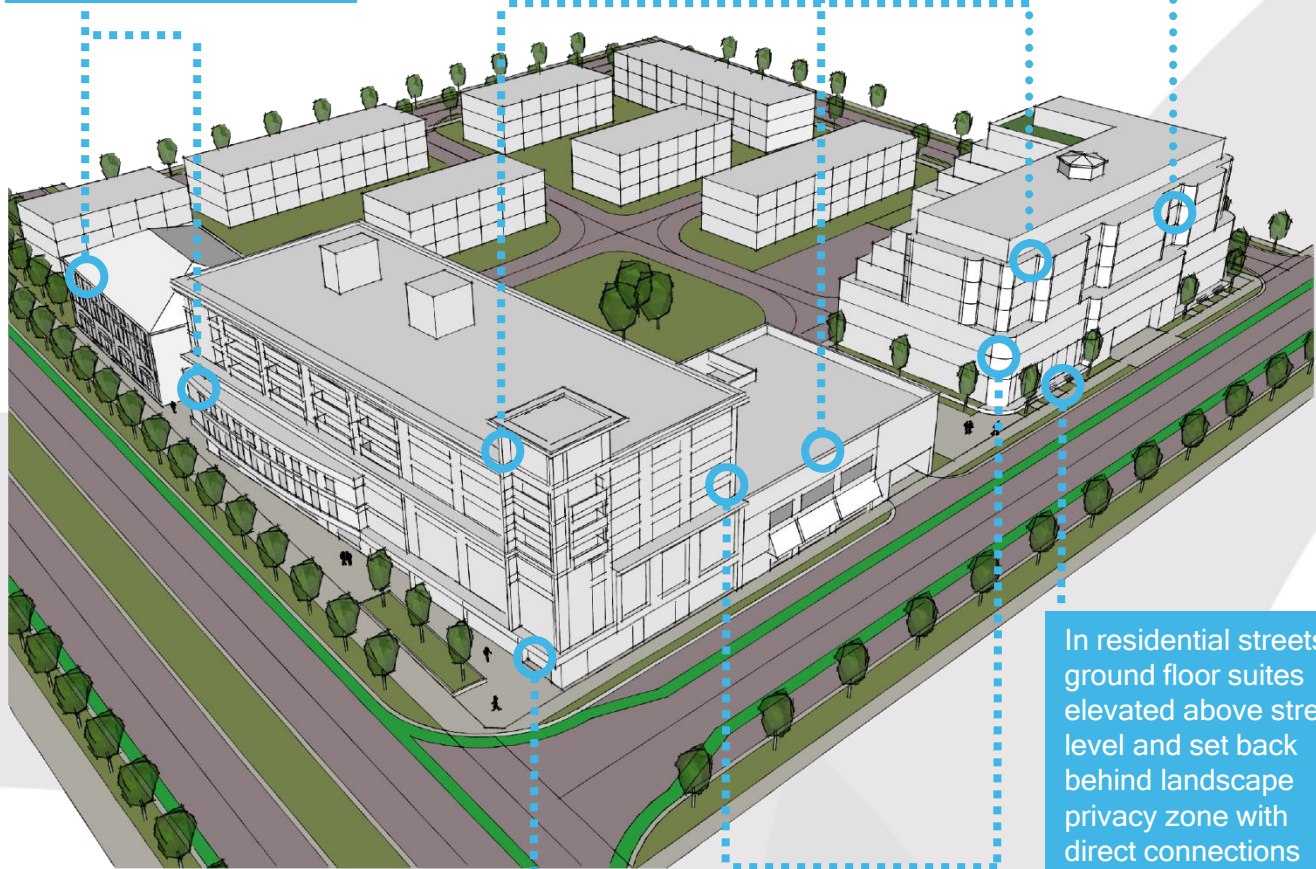 In residential streets
ground floor suites
elevated above
level and set back
behind landscape
privacy zone with
direct connections